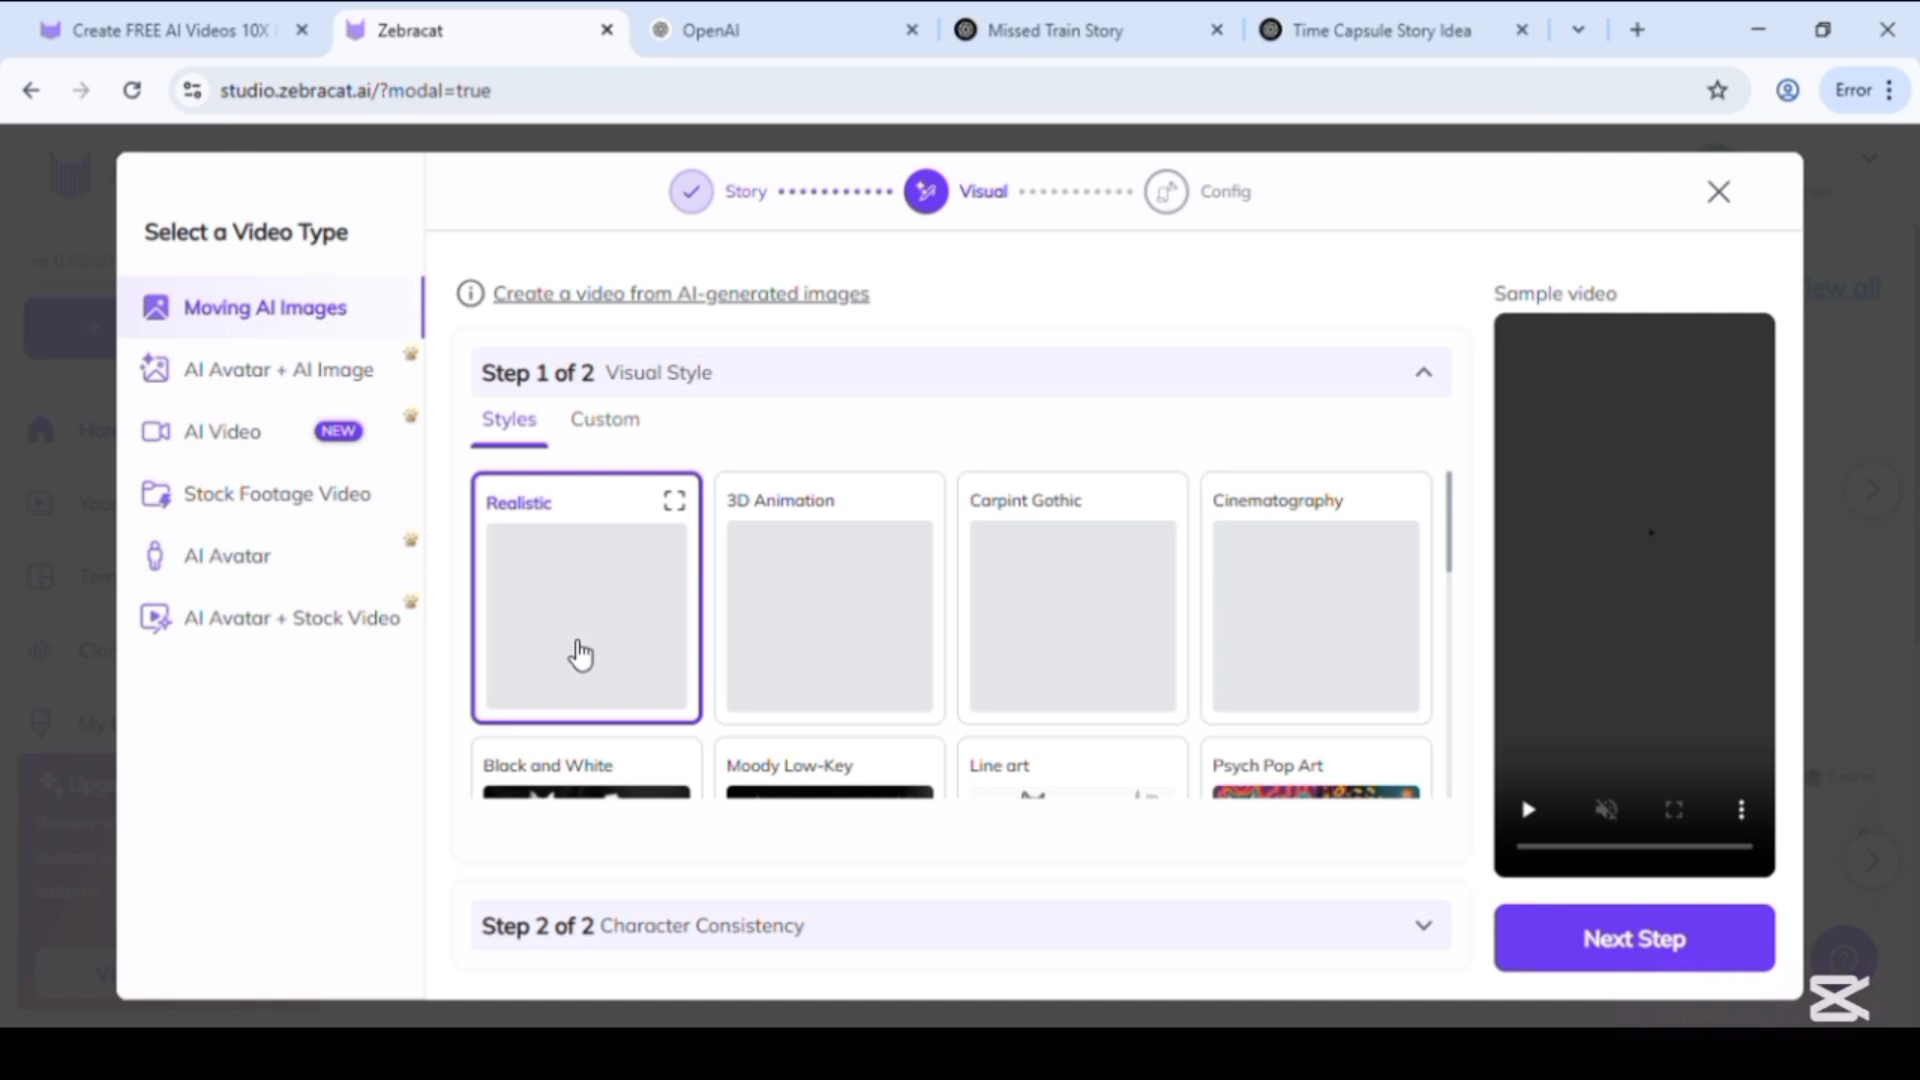 Create FREE AI Videos 10X
Zebracat
OpenAI
Missed Train Story
Time Capsule Story Idea
studio.zebracat.ai/?modal=true
Error
Story
Visual
Config
Select a Video Type
Moving AI Images
AI Avatar + AI Image
AI Video
NEW
Stock Footage Video
AI Avatar
AI Avatar + Stock Video
Create a video from AI-generated images
Sample video
Step 1 of 2 Visual Style
Styles
Custom
Realistic
3D Animation
Carpint Gothic
Cinematography
Black and White
Moody Low-Key
Line art
Psych Pop Art
Step 2 of 2 Character Consistency
Next Step